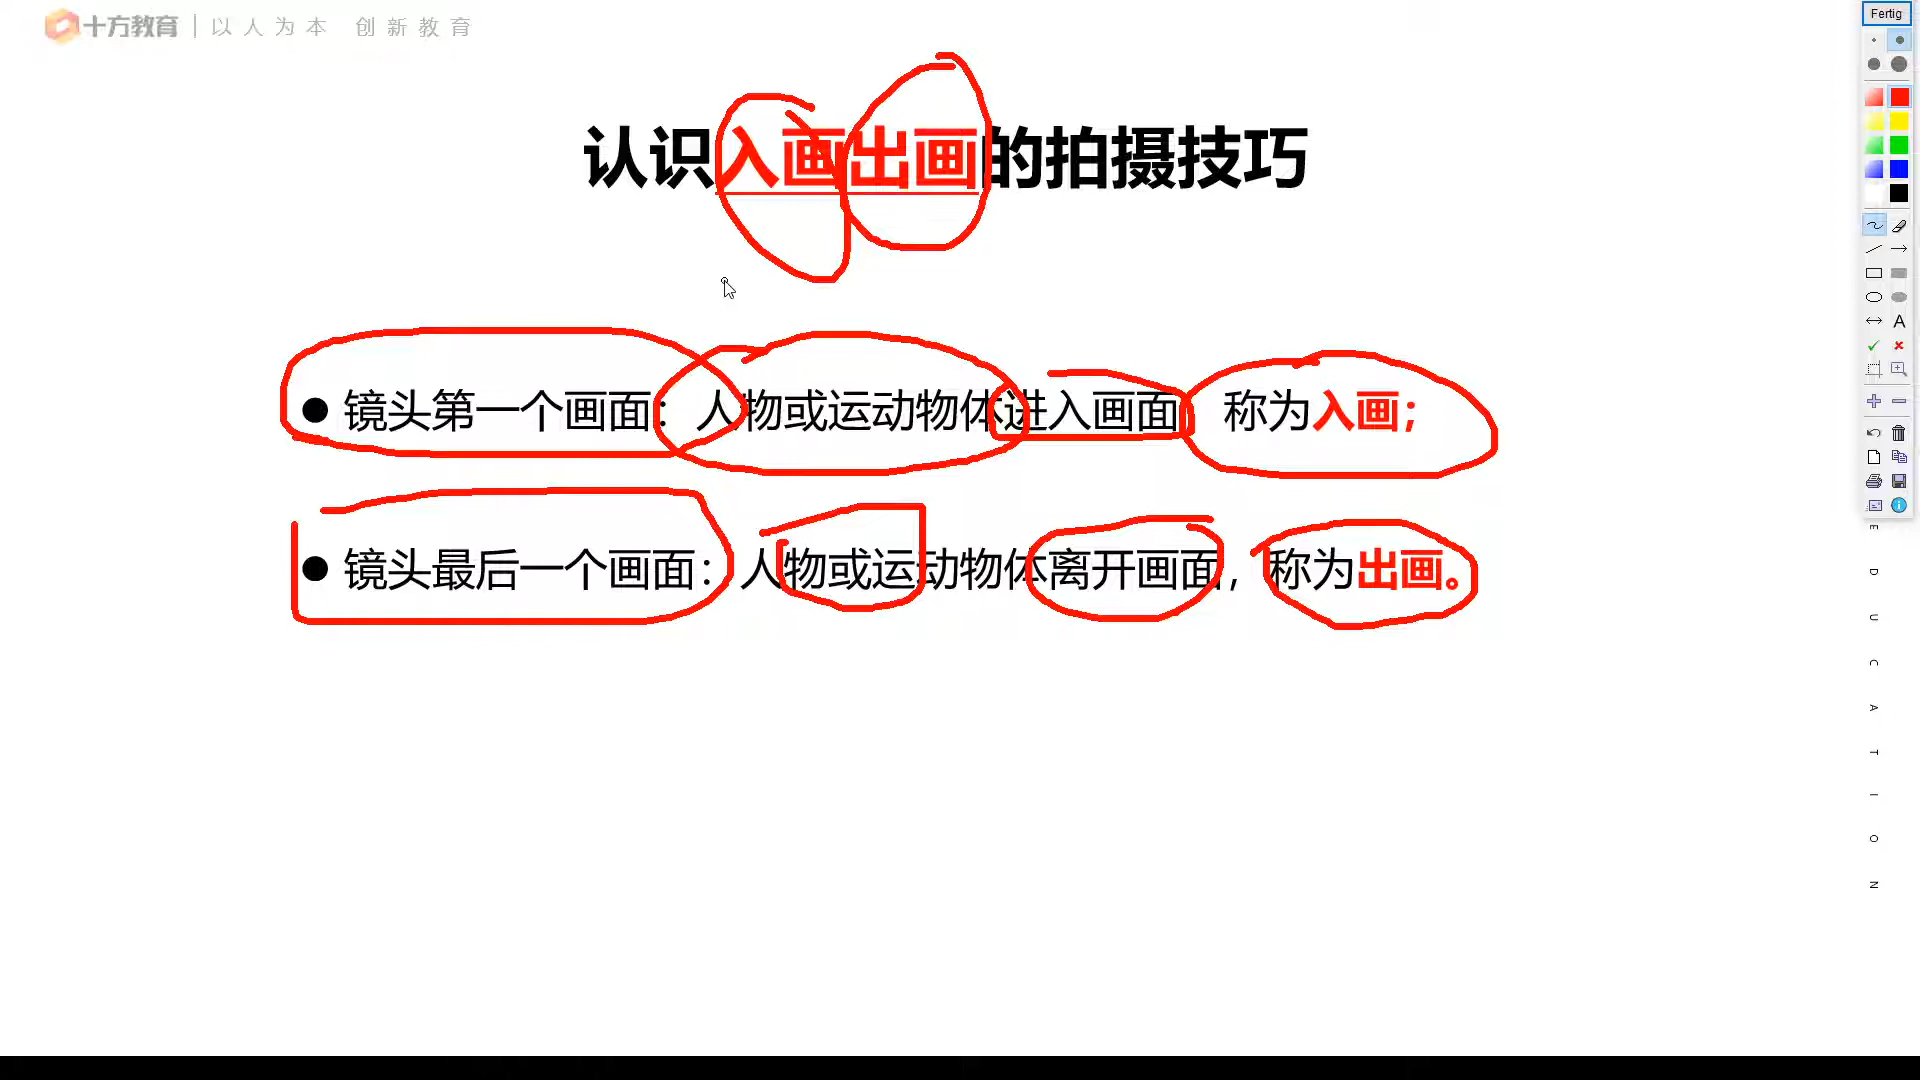 十方教育 | 以人为本 创新教育
Fertig
认识入画出画的拍摄技巧
● 镜头第一个画面：人物或运动物体进入画面 称为入画；
● 镜头最后一个画面：人物或运动物体离开画面，称为出画。
A
E
D
U
C
A
T
I
O
N